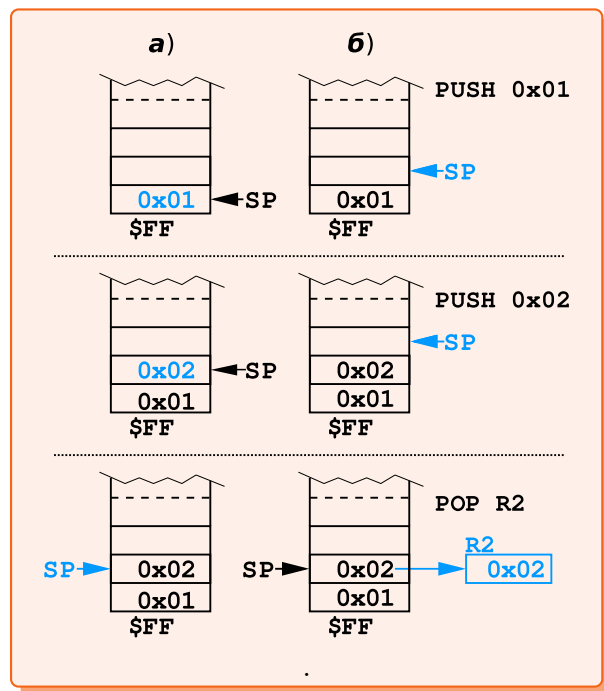 а) б)
PUSH 0x01
SP
0x01 SP 0x01
$FF $FF
PUSH 0x02
SP
0x02 SP 0x02
0x01 0x01
$FF $FF
POP R2
R2
SP 0x02 SP 0x02 0x02
0x01 0x01
$FF $FF
.